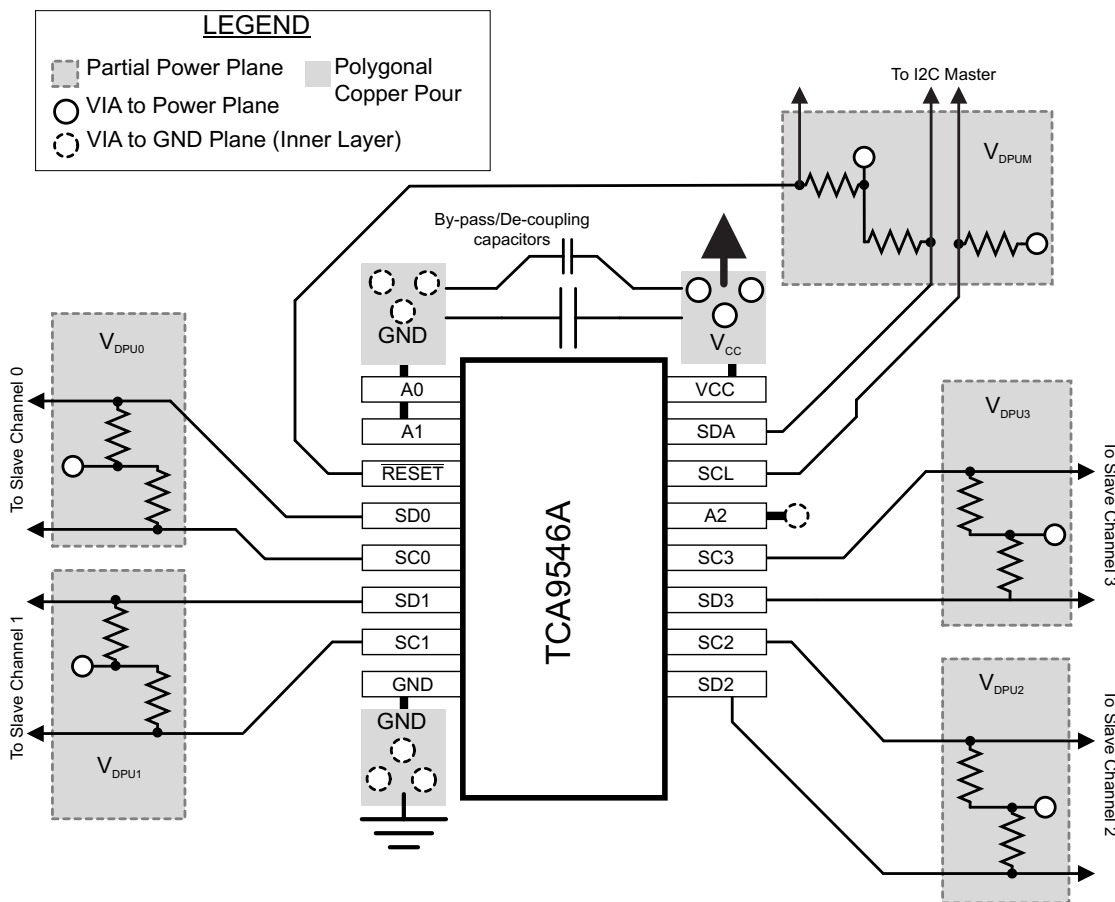 LEGEND
Partial Power Plane
Polygonal
Copper Pour
VIA to Power Plane
VIA to GND Plane (Inner Layer)
To I2C Master
VDPUM
By-pass/De-coupling
capacitors
GND
VCC
VDPU0
To Slave Channel 0
A0
A1
RESET
SD0
SC0
SD1
SC1
GND
GND
TCA9546A
VCC
SDA
SCL
A2
SC3
SD3
SC2
SD2
VDPU3
To Slave Channel 3
To Slave Channel 1
VDPU1
VDPU2
To Slave Channel 2